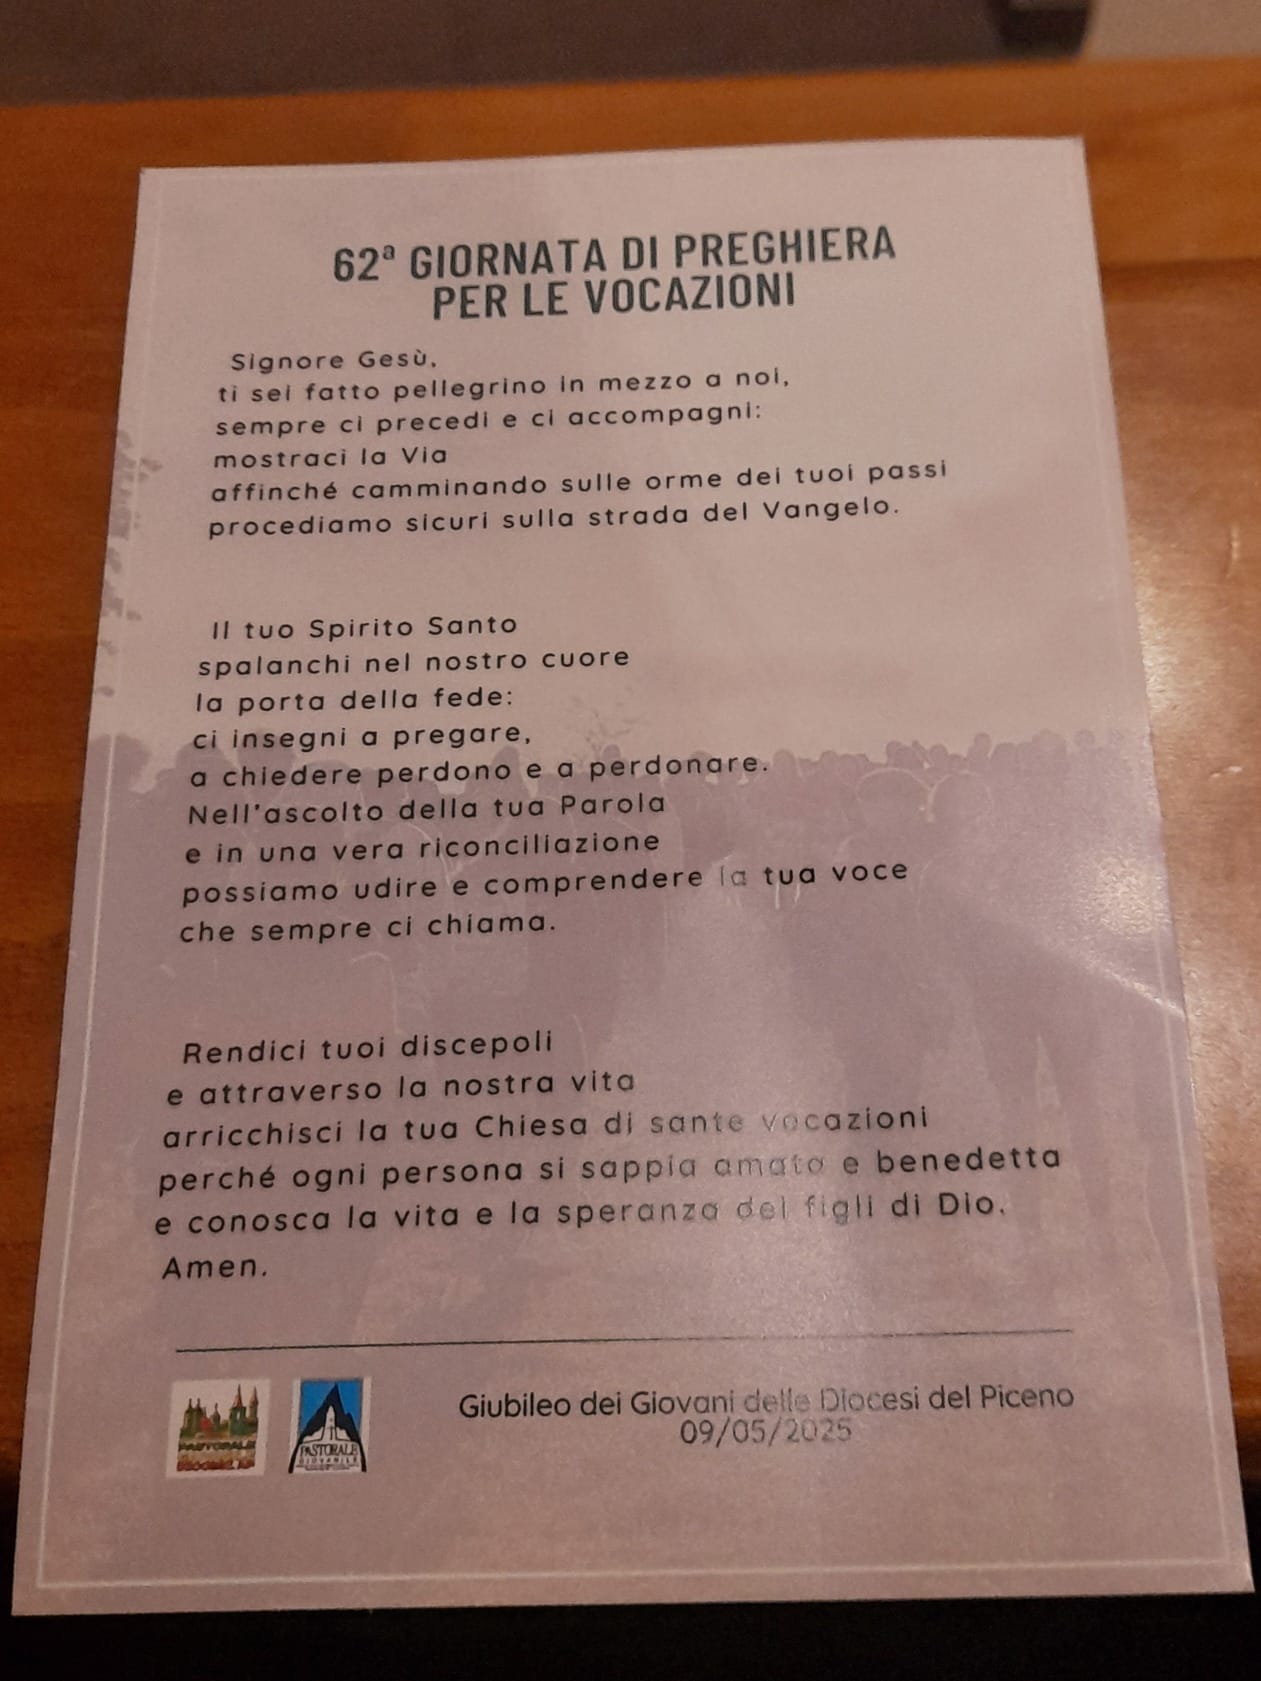 62ª GIORNATA DI PREGHIERA
PER LE VOCAZIONI
Signore Gesù,
ti sei fatto pellegrino in mezzo a noi,
sempre ci precedi e ci accompagni:
mostraci la Via
affinché camminando sulle orme dei tuoi passi
procediamo sicuri sulla strada del Vangelo.
Il tuo Spirito Santo
spalanchi nel nostro cuore
la porta della fede:
ci insegni a pregare,
a chiedere perdono e a perdonare.
Nell'ascolto della tua Parola
e in una vera riconciliazione
possiamo udire e comprendere la tua voce
che sempre ci chiama.
Rendici tuoi discepoli
e attraverso la nostra vita
arricchisci la tua Chiesa di sante vocazioni
perché ogni persona si sappia amata e benedetta
e conosca la vita e la speranza dei figli di Dio.
Amen.
Giubileo dei Giovani delle Diocesi del Piceno
09/05/2025
PASTORALE
PASTORALE
GIOVANILE